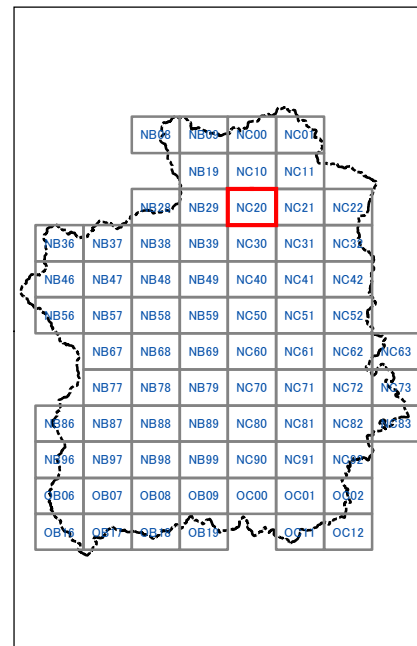 NB08 NB09 NC00 NC01
NB19 NC10 NC11
NB28 NB29 NC20 NC21 NC22
NB36 NB37 NB38 NB39 NC30 NC31 NC32
NB46 NB47 NB48 NB49 NC40 NC41 NC42
NB56 NB57 NB58 NB59 NC50 NC51 NC52
NB67 NB68 NB69 NC60 NC61 NC62 NC63
NB77 NB78 NB79 NC70 NC71 NC72 NC73
NB86 NB87 NB88 NB89 NC80 NC81 NC82 NC83
NB96 NB97 NB98 NB99 NC90 NC91 NC92
OB06 OB07 OB08 OB09 OC00 OC01 OC02
OB16 OB17 OB18 OB19 OC11 OC12